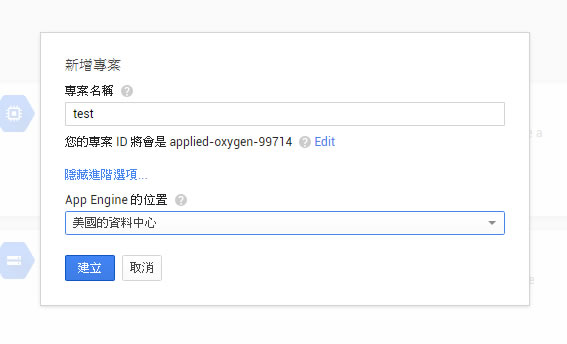 新增專案
專案名稱 ?
test
您的專案 ID 將會是 applied-oxygen-99714 ? Edit
隱藏進階選項...
App Engine 的位置 ?
美國的資料中心
建立 取消